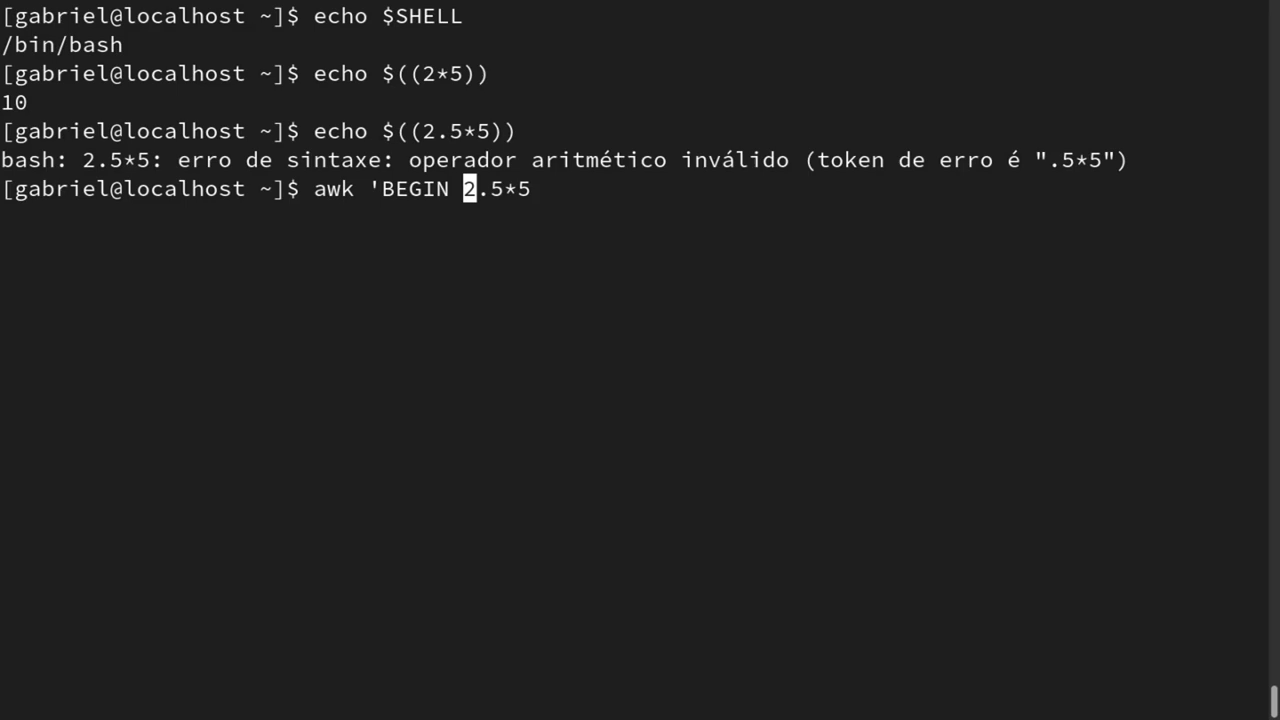 [gabriel@localhost ~]$ echo $SHELL
/bin/bash
[gabriel@localhost ~]$ echo $((2*5))
10
[gabriel@localhost ~]$ echo $((2.5*5))
bash: 2.5*5: erro de sintaxe: operador aritmético inválido (token de erro é ".5*5")
[gabriel@localhost ~]$ awk 'BEGIN 2.5*5